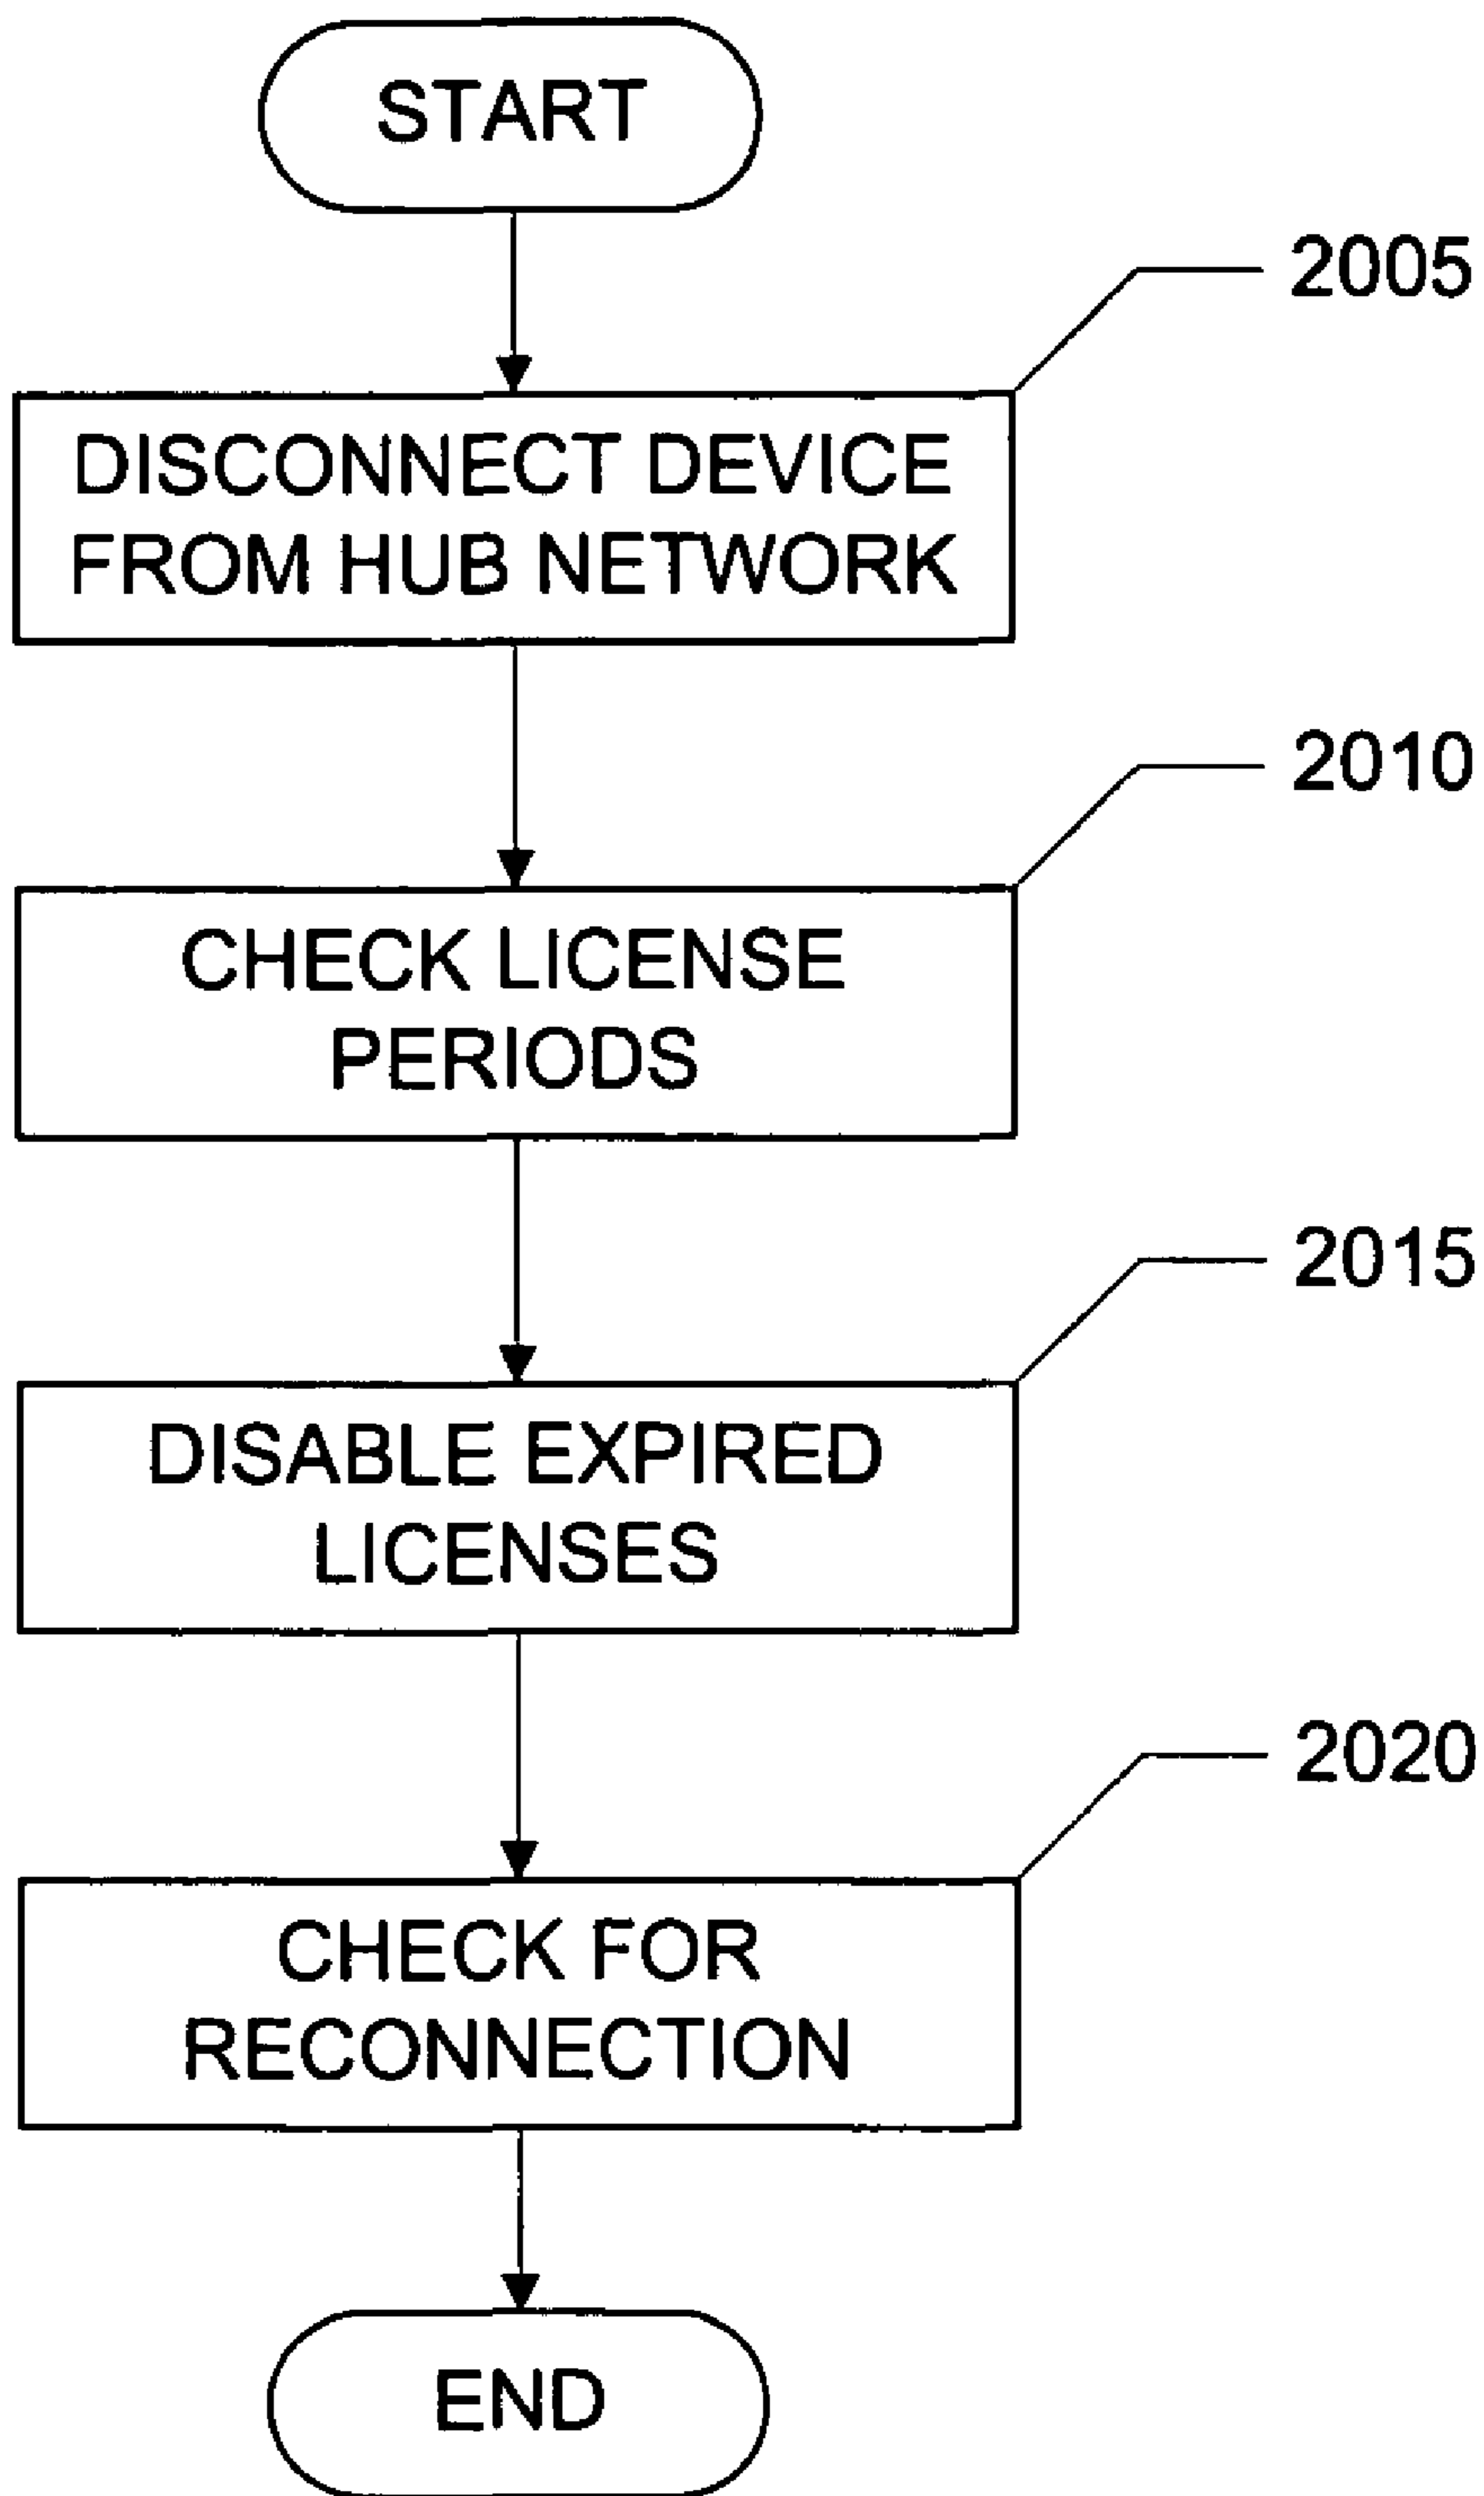 START
2005
DISCONNECT DEVICE
FROM HUB NETWORK
2010
CHECK LICENSE
PERIODS
2015
DISABLE EXPIRED
LICENSES
2020
CHECK FOR
RECONNECTION
END